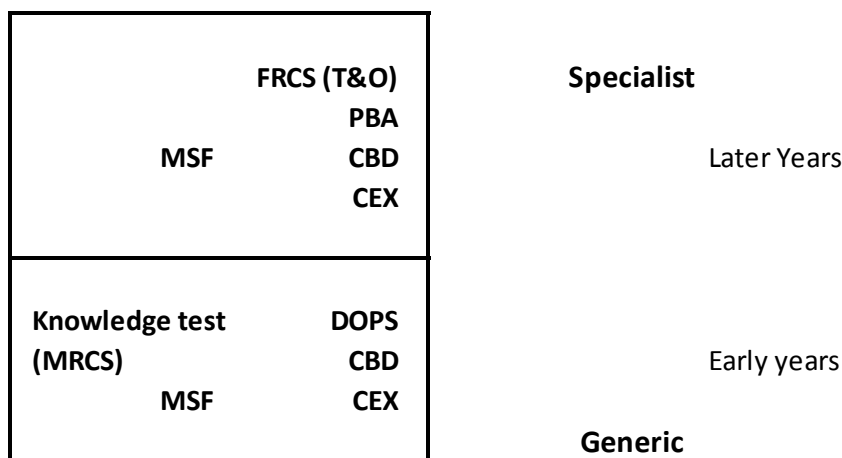 FRCS (T&O) Specialist
PBA
MSF CBD Later Years
CEX
Knowledge test DOPS
(MRCS) CBD Early years
MSF CEX
Generic